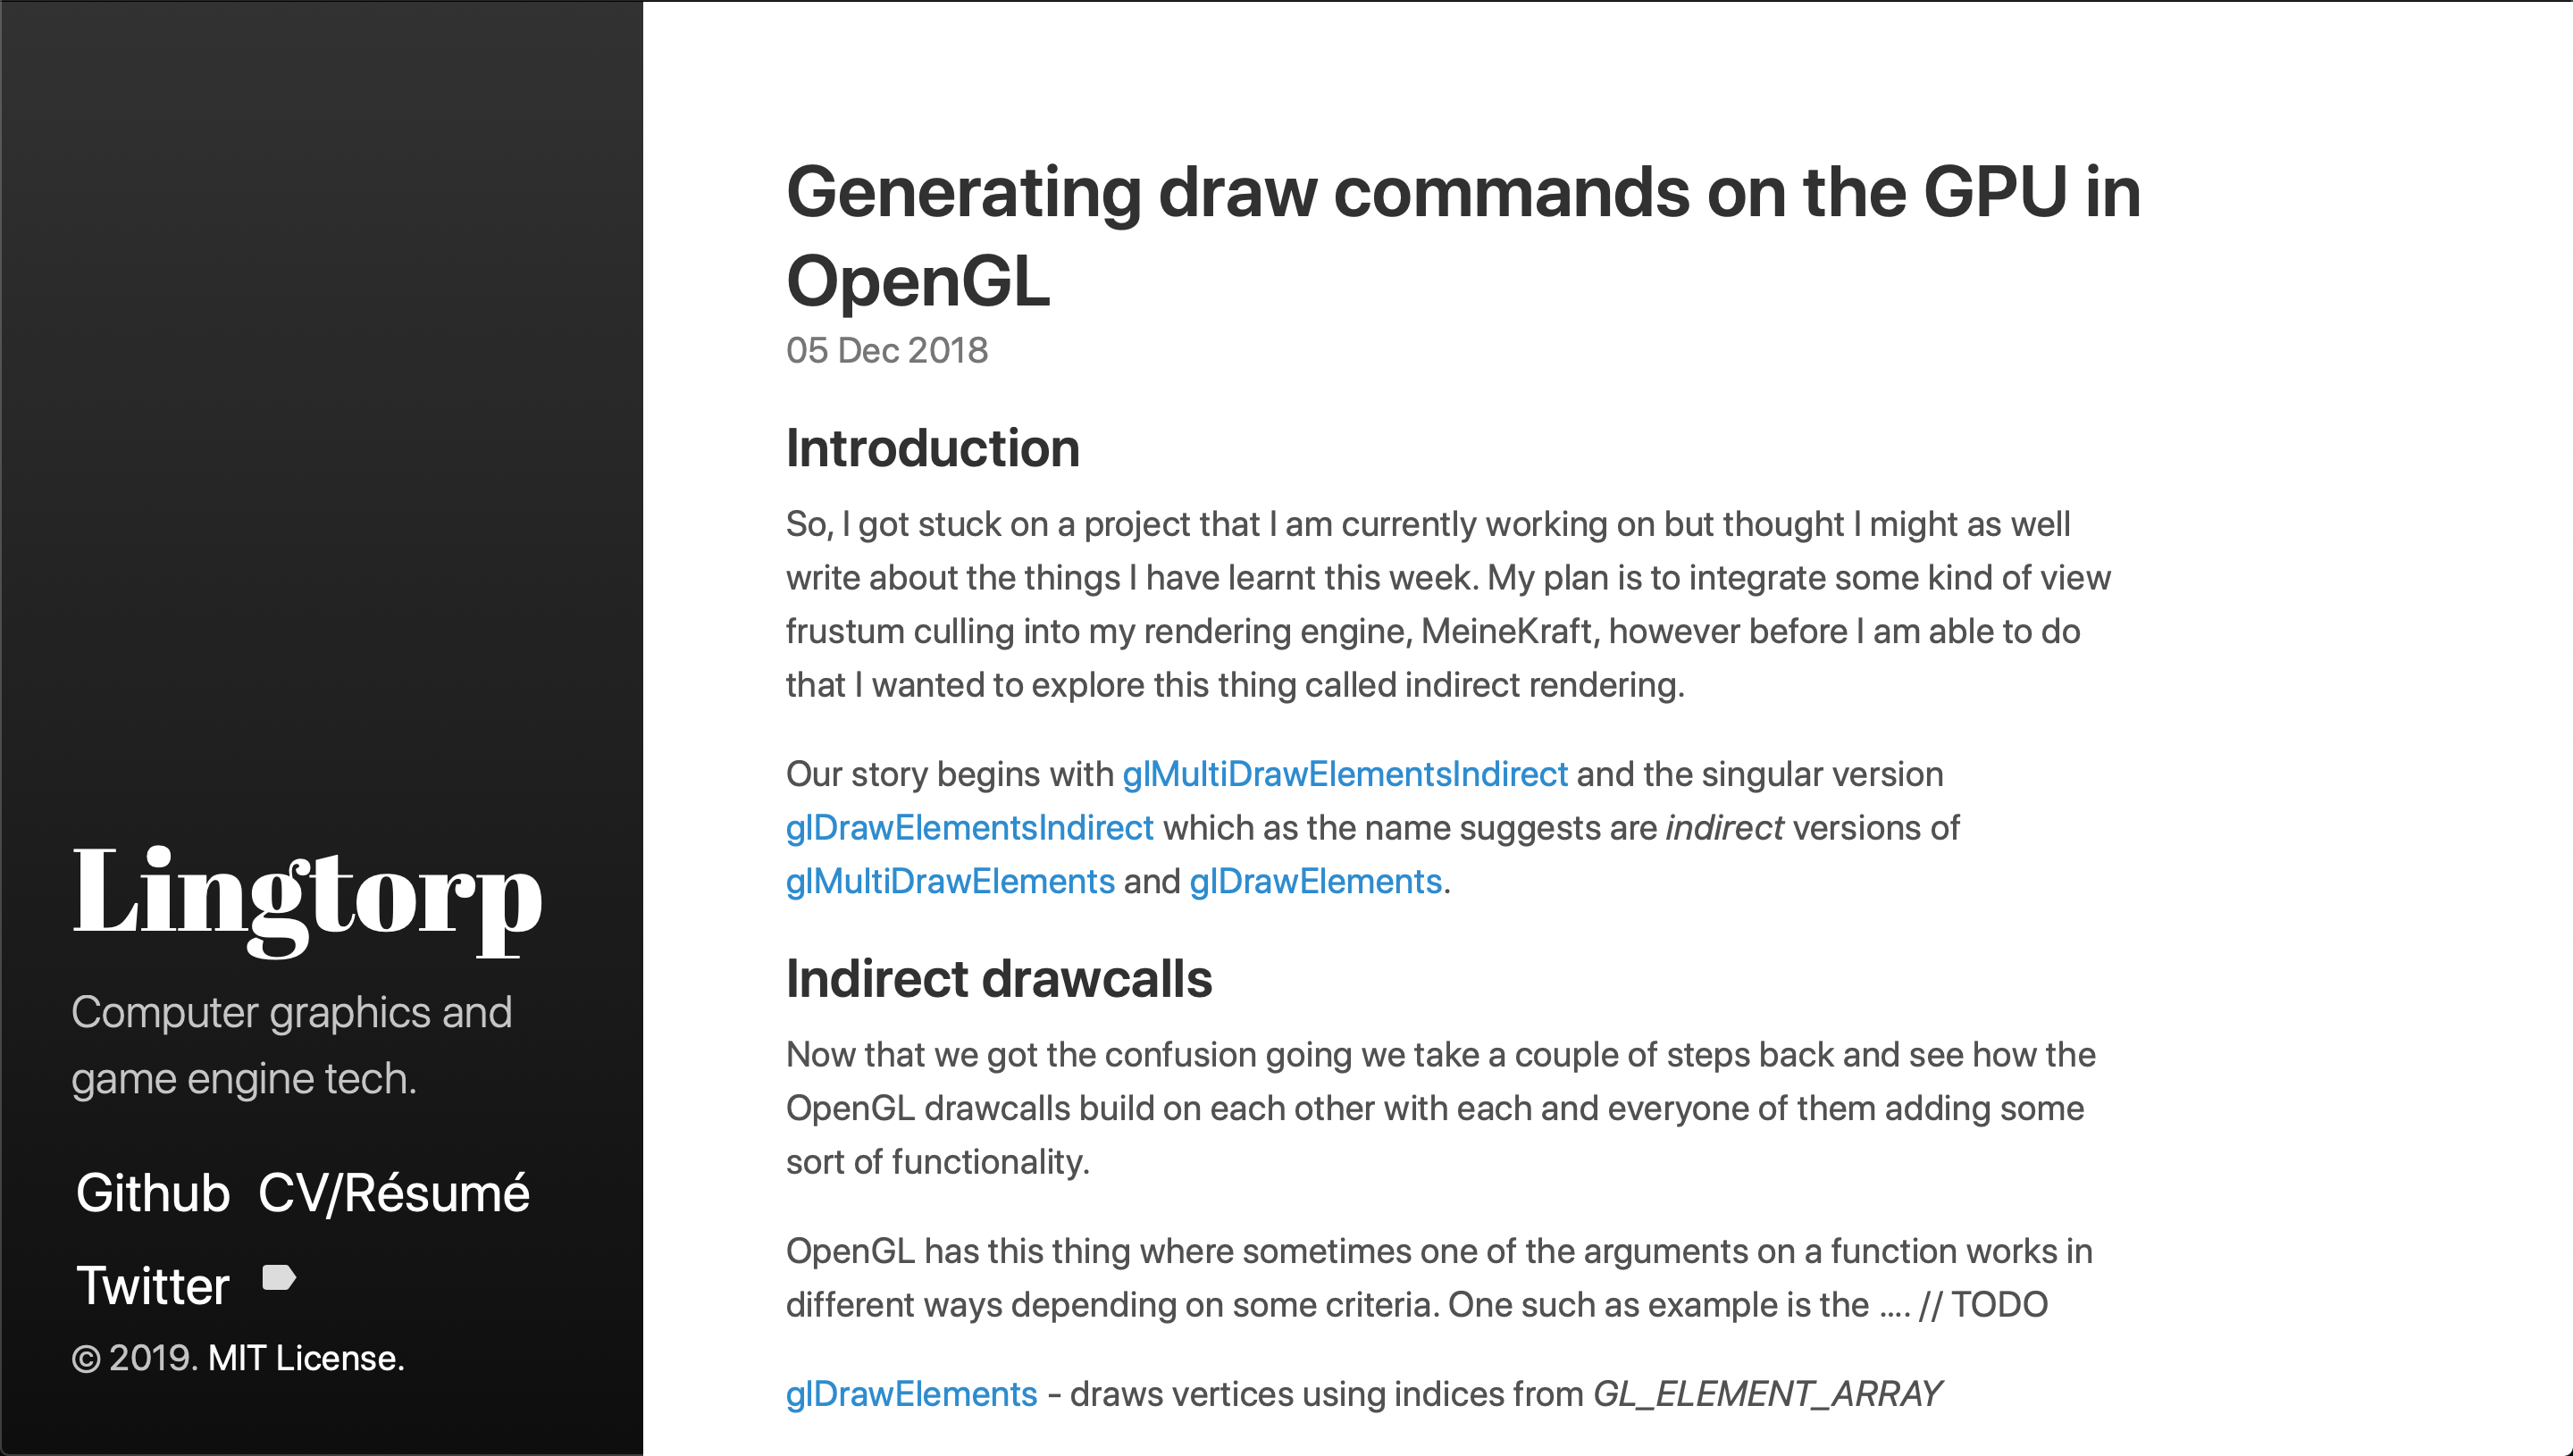 Lingtorp
Computer graphics and
game engine tech.
Github CV/Résumé
Twitter
© 2019. MIT License.
Generating draw commands on the GPU in
OpenGL
05 Dec 2018
Introduction
So, I got stuck on a project that I am currently working on but thought I might as well
write about the things I have learnt this week. My plan is to integrate some kind of view
frustum culling into my rendering engine, MeineKraft, however before I am able to do
that I wanted to explore this thing called indirect rendering.
Our story begins with glMultiDrawElementsIndirect and the singular version
glDrawElementsIndirect which as the name suggests are indirect versions of
glMultiDrawElements and glDrawElements.
Indirect drawcalls
Now that we got the confusion going we take a couple of steps back and see how the
OpenGL drawcalls build on each other with each and everyone of them adding some
sort of functionality.
OpenGL has this thing where sometimes one of the arguments on a function works in
different ways depending on some criteria. One such as example is the .... // TODO
glDrawElements - draws vertices using indices from GL_ELEMENT_ARRAY